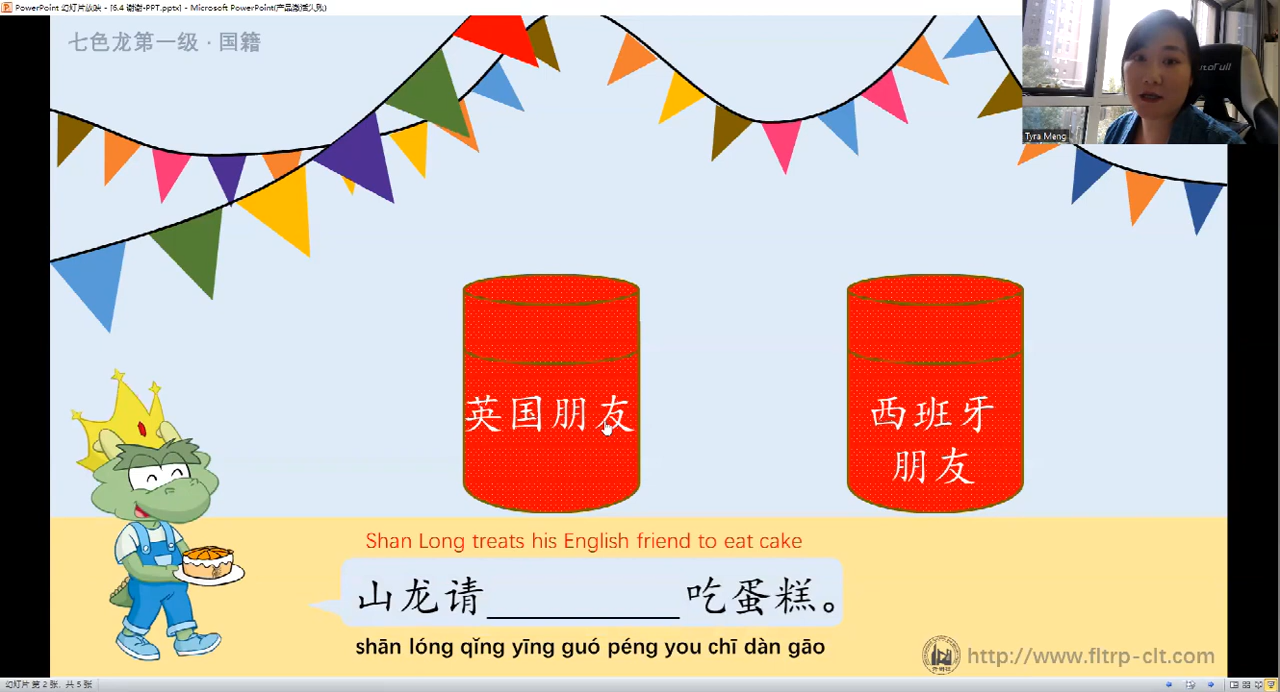 PowerPoint 幻灯片放映 - [6.4 谢谢-PPT.pptx] - Microsoft PowerPoint(产品激活失败)
七色龙第一级 · 国籍
AutoFull
Tyra Meng
英国朋友
西班牙
朋友
Shan Long treats his English friend to eat cake
山龙请__________吃蛋糕。
shān lóng qǐng yīng guó péng you chī dàn gāo
http://www.fltrp-clt.com
幻灯片 第 2 张，共 5 张